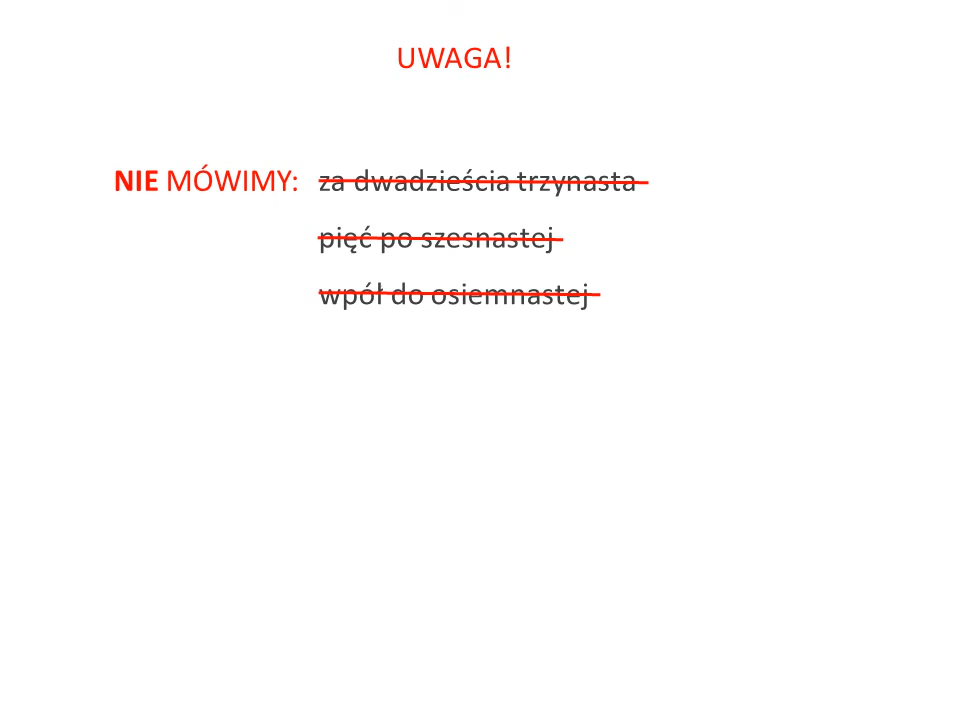 UWAGA!
NIE MÓWIMY: za dwadzieścia trzynasta
pięć po szesnastej
wpół do osiemnastej